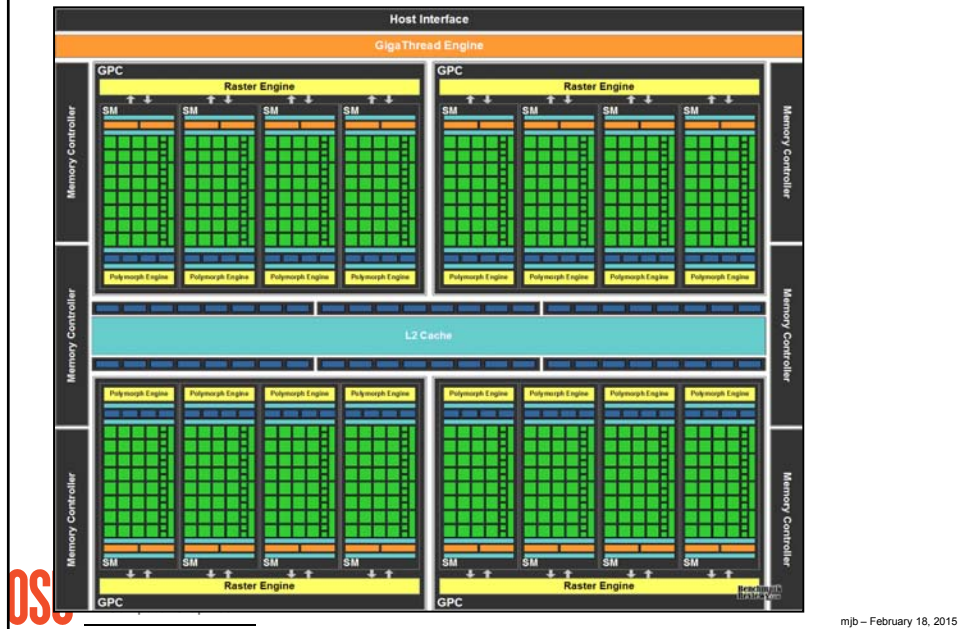 Host Interface
GigaThread Engine
GPC
GPC
Raster Engine
Raster Engine
SM
SM
SM
SM
SM
SM
SM
SM
Memory Controller
Memory Controller
Polymorph Engine
Polymorph Engine
Polymorph Engine
Polymorph Engine
Polymorph Engine
Polymorph Engine
Polymorph Engine
Polymorph Engine
Memory Controller
L2 Cache
Memory Controller
Polymorph Engine
Polymorph Engine
Polymorph Engine
Polymorph Engine
Polymorph Engine
Polymorph Engine
Polymorph Engine
Polymorph Engine
Memory Controller
Memory Controller
SM
SM
SM
SM
SM
SM
SM
SM
Raster Engine
Raster Engine
GPC
GPC
Benchmark
Reviews.com
mjb – February 18, 2015